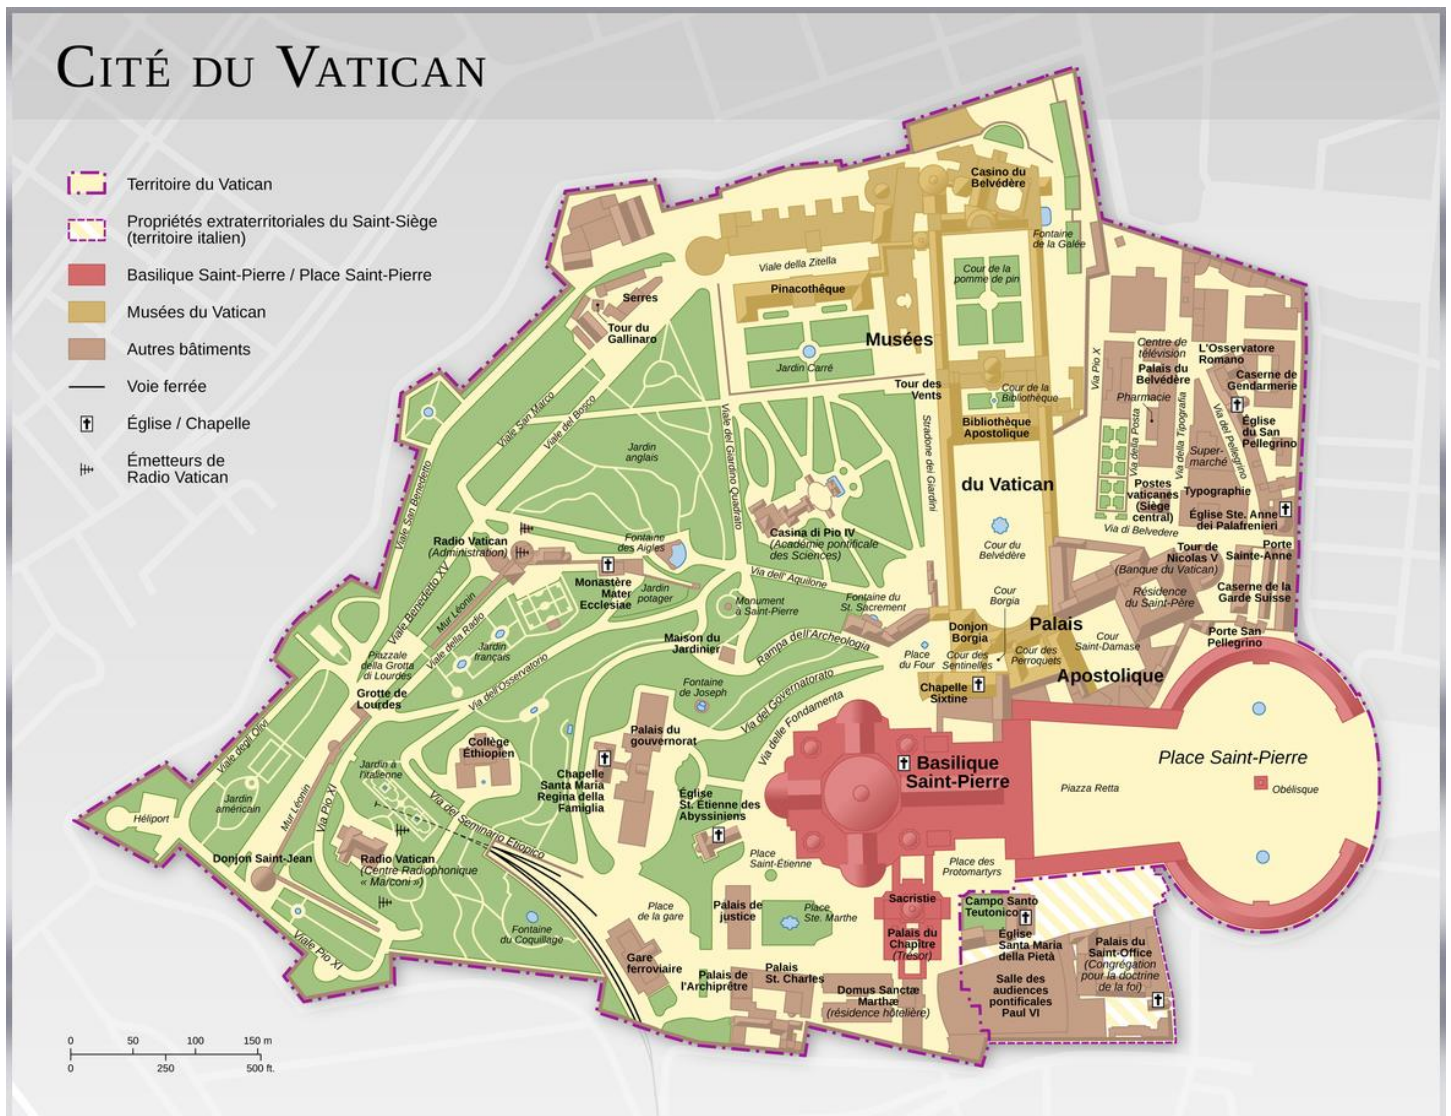 CITÉ DU VATICAN
Territoire du Vatican
Propriétés extraterritoriales du Saint-Siège
(territoire italien)
Basilique Saint-Pierre / Place Saint-Pierre
Musées du Vatican
Autres bâtiments
Voie ferrée
Église / Chapelle
Émetteurs de
Radio Vatican
Casino du
Belvédère
Fontaine
de la Galée
Viale della Zitella
Cour de la
pomme de pin
Pinacothêque
Serres
Tour du
Gallinaro
Musées
Jardin Carré
Tour des
Vents
Cour de la
Bibliothèque
Bibliothèque
Apostolique
Via Pio X
Centre de
télévision
Palais du
Belvédère
Pharmacie
L'Osservatore
Romano
Caserne de
Gendarmerie
Église
du San
Pellegrino
Via della Posta
Via della Tipografia
Via del Pellegrino
Super-
marché
Postes
vaticanes
(Siège
central)
Typographie
Église Ste. Anne
dei Palafrenieri
Via di Belvedere
Viale San Marco
Viale del Bosco
Viale San Benedetto
Jardin
anglais
Viale del Giardino Quadrato
Stradone dei Giardini
du Vatican
Cour du
Belvédère
Casina di Pio IV
(Académie pontificale
des Sciences)
Radio Vatican
(Administration)
Fontaine
des Aigles
Via dell' Aquilone
Monastère
Mater
Ecclesiae
Jardin
potager
Monument
à Saint-Pierre
Fontaine du
St. Sacrement
Viale Benedetto XV
Mur Léonin
Viale della Radio
Jardin
français
Maison du
Jardinier
Rampa dell'Archeologia
Cour
Borgia
Donjon
Borgia
Place
du Four
Cour des
Sentinelles
Cour des
Perroquets
Palais
Apostolique
Cour
Saint-Damase
Tour de
Nicolas V
(Banque du Vatican)
Résidence
du Saint-Père
Porte
Sainte-Anne
Caserne de la
Garde Suisse
Porte San
Pellegrino
Piazzale
della Grotta
di Lourdes
Grotte de
Lourdes
Via dell'Osservatorio
Fontaine
de Joseph
Via del Governatorato
Via delle Fondamenta
Chapelle
Sixtine
Viale degli Olivi
Collège
Éthiopien
Palais du
gouvernorat
Chapelle
Santa Maria
Regina della
Famiglia
Jardin à
l'italienne
Basilique
Saint-Pierre
Place Saint-Pierre
Piazza Retta
Obélisque
Héliport
Jardin
américain
Mur Léonin
Via Pio XI
Via del Seminario Etiopico
Église
St. Étienne des
Abyssiniens
Donjon Saint-Jean
Radio Vatican
(Centre Radiophonique
« Marconi »)
Place
Saint-Étienne
Place des
Protomartyrs
Viale Pio XI
Fontaine
du Coquillage
Place
de la gare
Palais de
justice
Place
Ste. Marthe
Sacristie
Palais du
Chapître
(Trésor)
Campo Santo
Teutonico
Église
Santa Maria
della Pietà
Palais du
Saint-Office
(Congrégation
pour la doctrine
de la foi)
Gare
ferroviaire
Palais de
l'Archiprêtre
Palais
St. Charles
Domus Sanctæ
Marthæ
(résidence hôtelière)
Salle des
audiences
pontificales
Paul VI
0 50 100 150 m
0 250 500 ft.